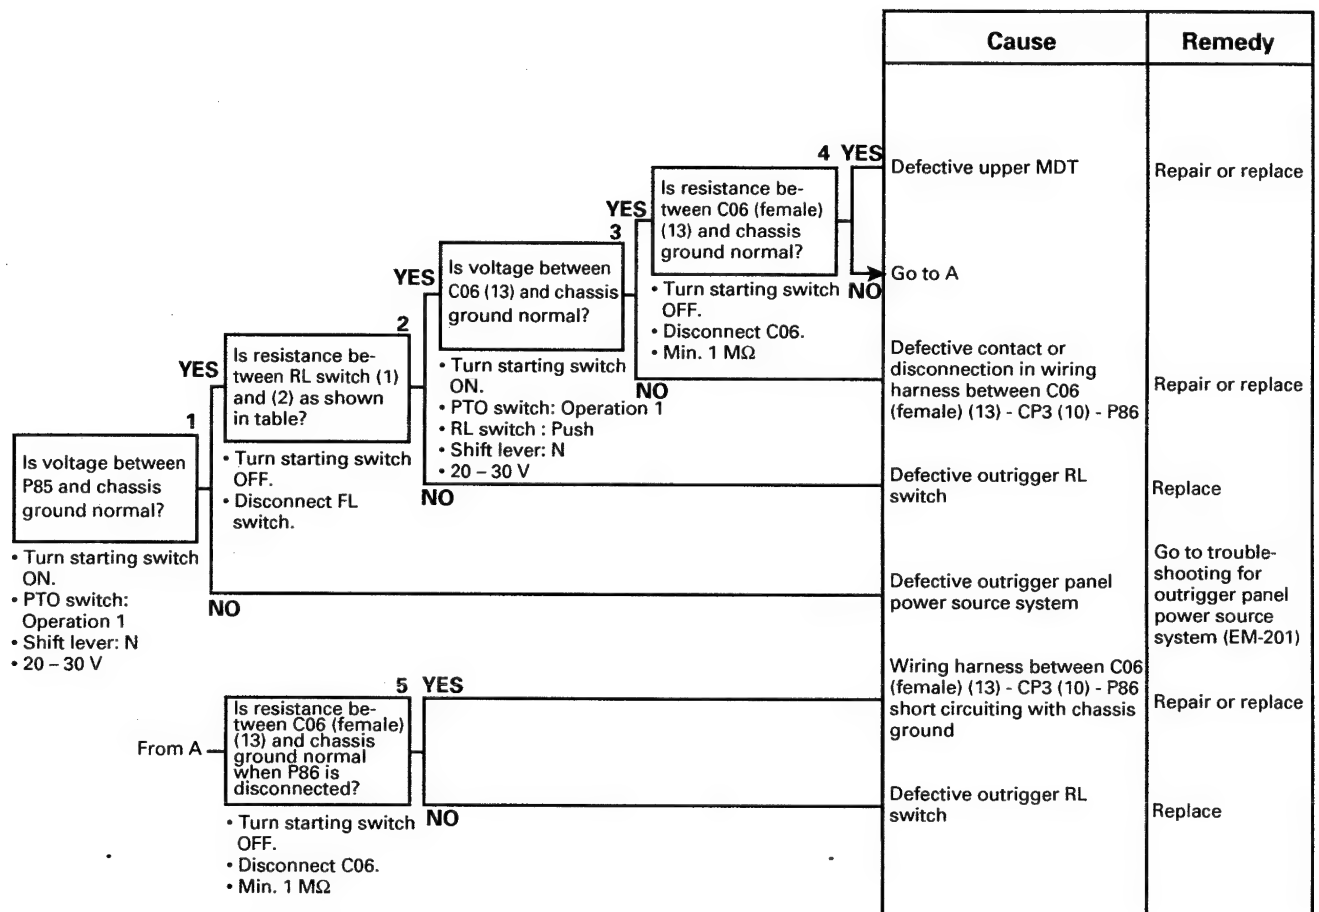 Cause
Remedy
4 YES
Defective upper MDT
Repair or replace
Is resistance be-
tween C06 (female)
(13) and chassis
ground normal?
NO
Go to A
• Turn starting switch
OFF.
• Disconnect C06.
• Min. 1 MΩ
YES
3
Is voltage between
C06 (13) and chassis
ground normal?
NO
Defective contact or
disconnection in wiring
harness between C06
(female) (13) - CP3 (10) - P86
Repair or replace
• Turn starting switch
ON.
• PTO switch: Operation 1
• RL switch : Push
• Shift lever: N
• 20 – 30 V
YES
2
Is resistance be-
tween RL switch (1)
and (2) as shown
in table?
NO
Defective outrigger RL
switch
Replace
• Turn starting switch
OFF.
• Disconnect FL
switch.
YES
1
Is voltage between
P85 and chassis
ground normal?
NO
Defective outrigger panel
power source system
Go to trouble-
shooting for
outrigger panel
power source
system (EM-201)
• Turn starting switch
ON.
• PTO switch:
Operation 1
• Shift lever: N
• 20 – 30 V
5 YES
Wiring harness between C06
(female) (13) - CP3 (10) - P86
short circuiting with chassis
ground
Repair or replace
From A
Is resistance be-
tween C06 (female)
(13) and chassis
ground normal
when P86 is
disconnected?
NO
Defective outrigger RL
switch
Replace
• Turn starting switch
OFF.
• Disconnect C06.
• Min. 1 MΩ